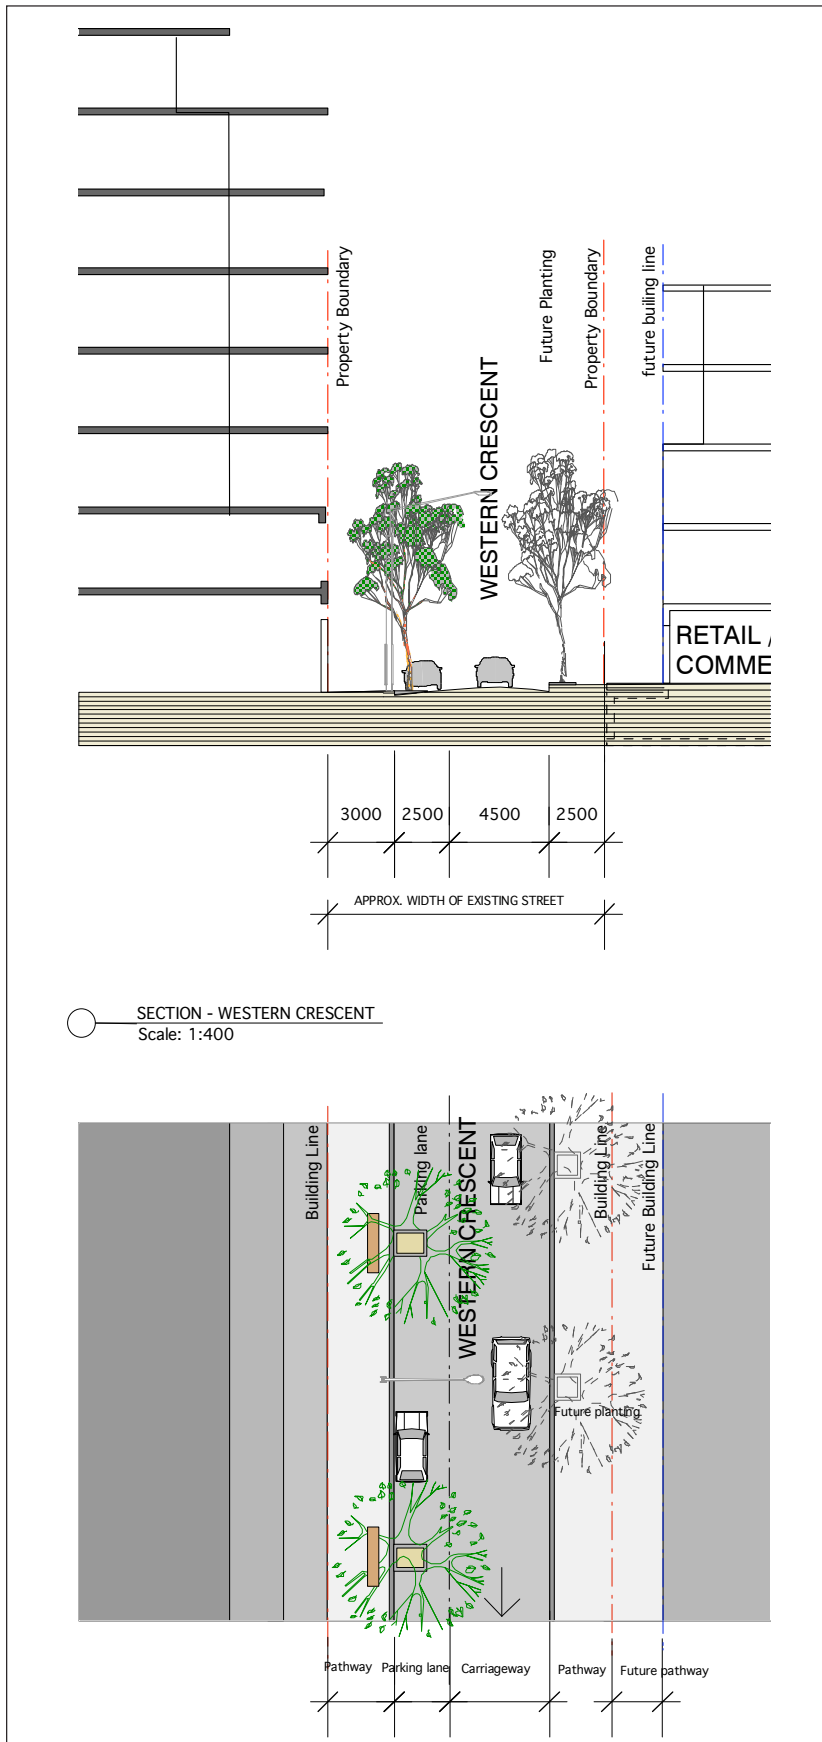 Property Boundary
Future Planting
Property Boundary
future builing line
WESTERN CRESCENT
RETAIL /
COMME
3000
2500
4500
2500
APPROX. WIDTH OF EXISTING STREET
SECTION - WESTERN CRESCENT
Scale: 1:400
Building Line
Parking lane
WESTERN CRESCENT
Building Line
Future Building Line
Future planting
Pathway
Parking lane
Carriageway
Pathway
Future pathway